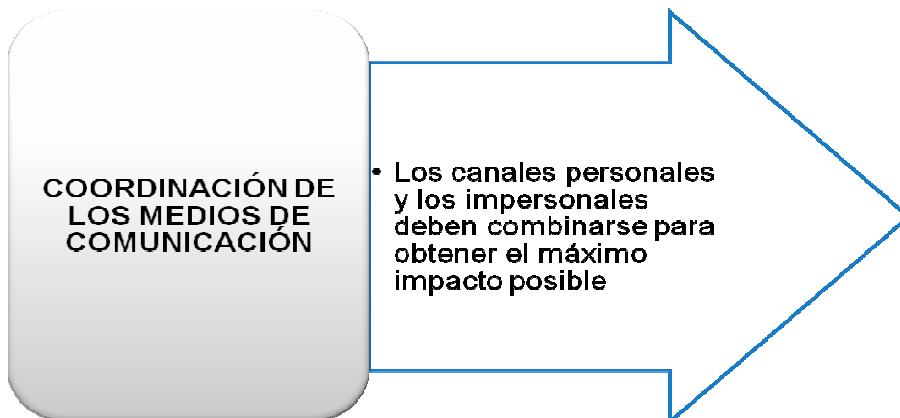 COORDINACIÓN DE
LOS MEDIOS DE
COMUNICACIÓN
• Los canales personales
y los impersonales
deben combinarse para
obtener el máximo
impacto posible